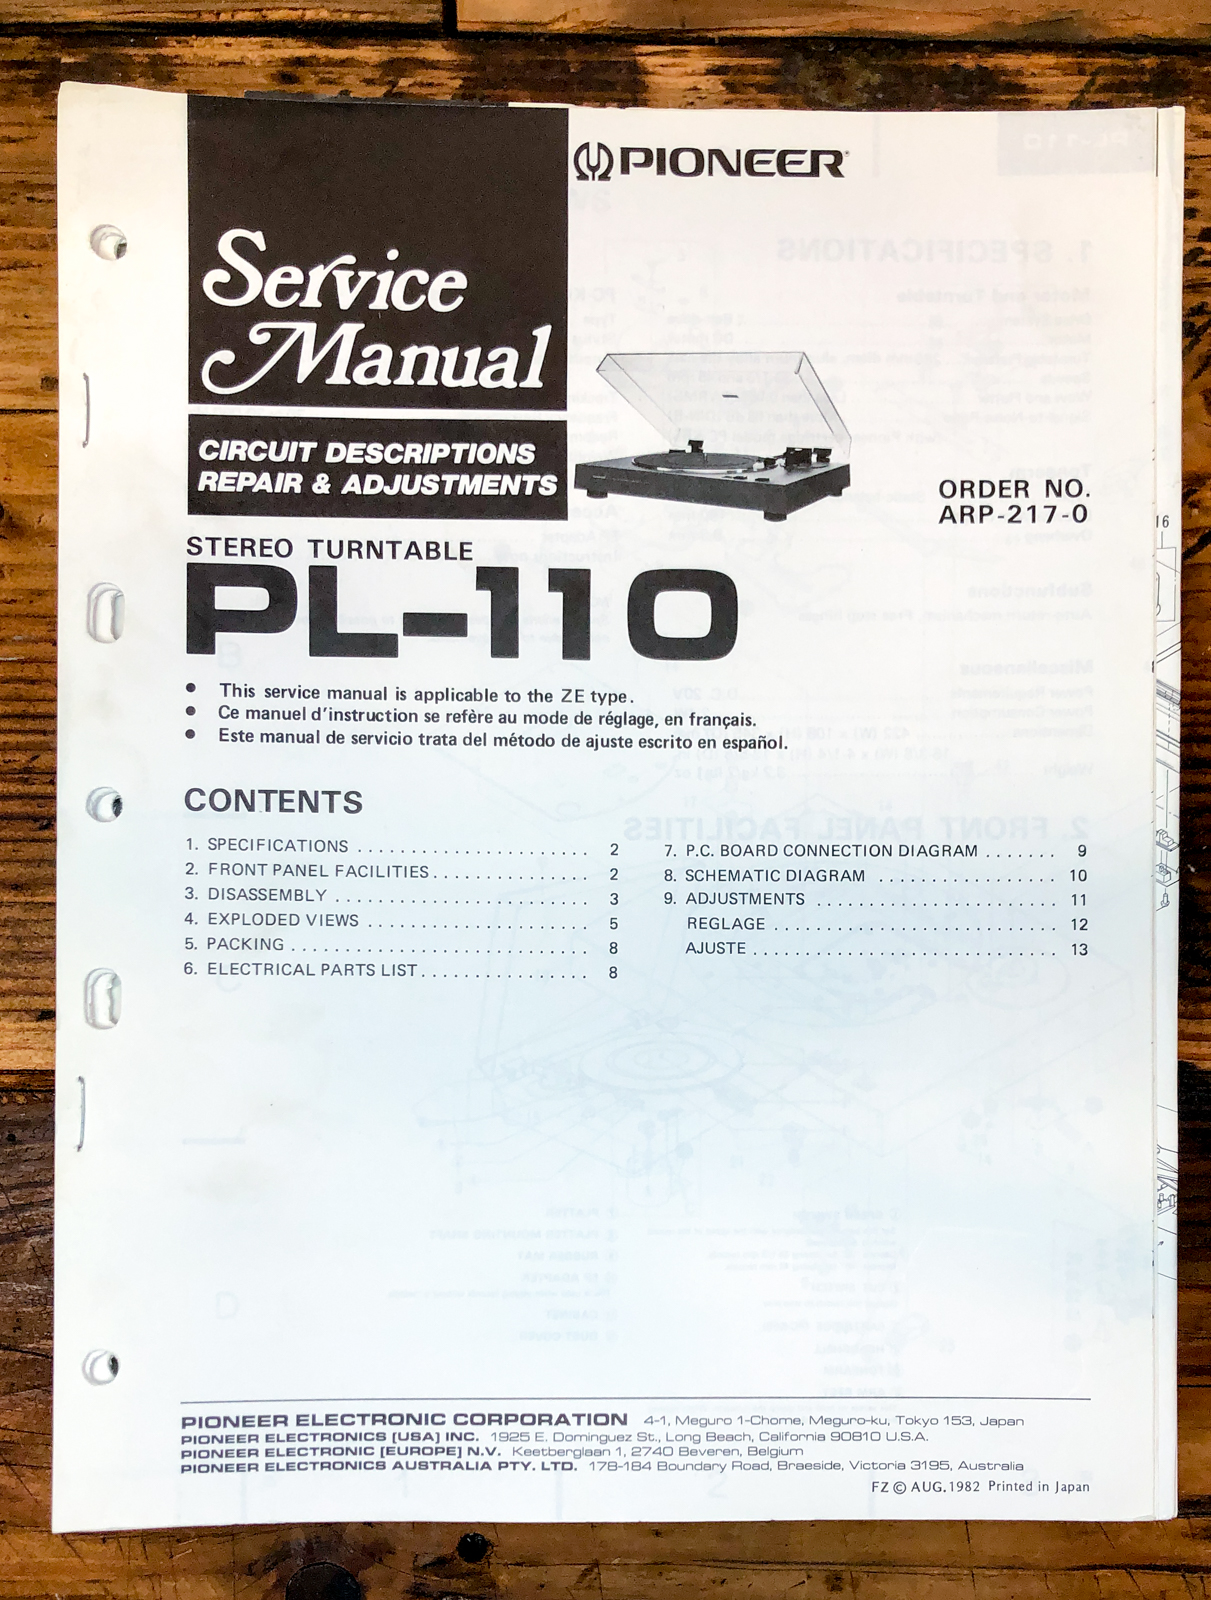 PIONEER
Service
Manual
CIRCUIT DESCRIPTIONS
REPAIR & ADJUSTMENTS
ORDER NO.
ARP-217-0
STEREO TURNTABLE
PL-110
● This service manual is applicable to the ZE type.
● Ce manuel d'instruction se refère au mode de réglage, en français.
● Este manual de servicio trata del método de ajuste escrito en español.
CONTENTS
1. SPECIFICATIONS ...................... 2
2. FRONT PANEL FACILITIES ............... 2
3. DISASSEMBLY ........................ 3
4. EXPLODED VIEWS ..................... 5
5. PACKING ............................ 8
6. ELECTRICAL PARTS LIST ................ 8
7. P.C. BOARD CONNECTION DIAGRAM ....... 9
8. SCHEMATIC DIAGRAM ................. 10
9. ADJUSTMENTS ....................... 11
REGLAGE ........................... 12
AJUSTE ............................. 13
16
PIONEER ELECTRONIC CORPORATION 4-1, Meguro 1-Chome, Meguro-ku, Tokyo 153, Japan
PIONEER ELECTRONICS [USA] INC. 1925 E. Dominguez St., Long Beach, California 90810 U.S.A.
PIONEER ELECTRONIC [EUROPE] N.V. Keetberglaan 1, 2740 Beveren, Belgium
PIONEER ELECTRONICS AUSTRALIA PTY. LTD. 178-184 Boundary Road, Braeside, Victoria 3195, Australia
FZ © AUG. 1982 Printed in Japan